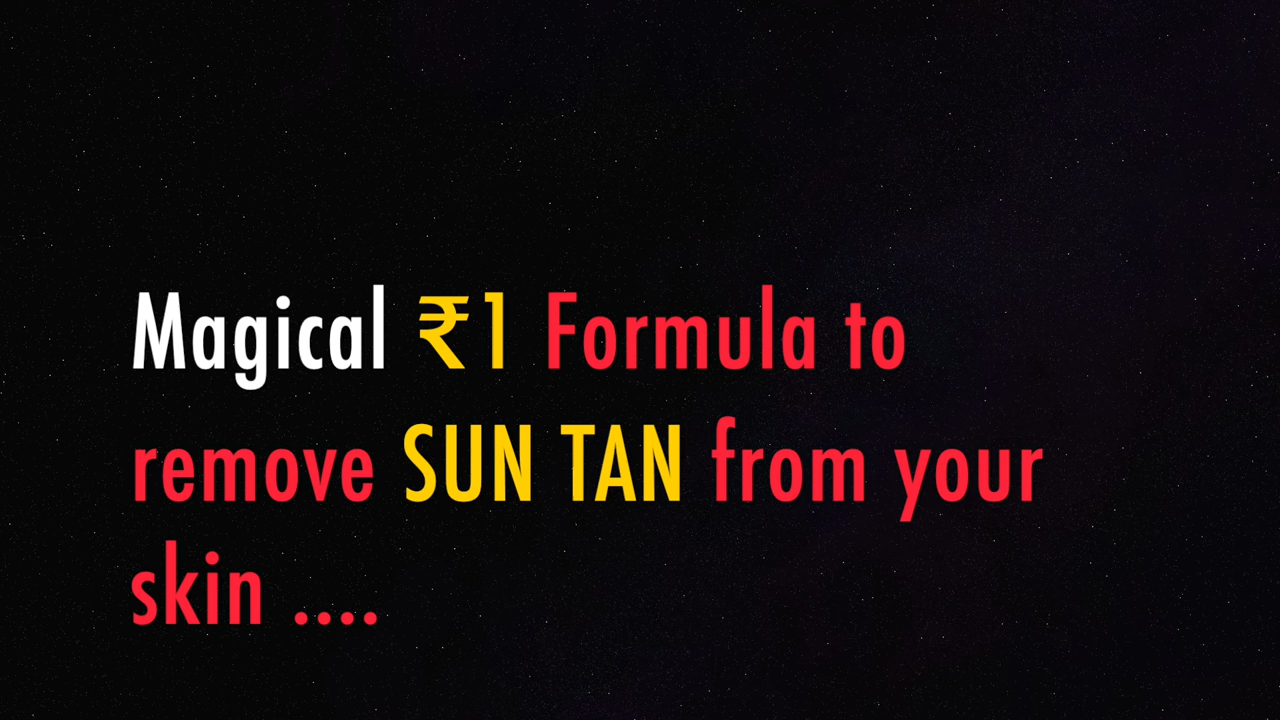 Magical ₹1 Formula to
remove SUN TAN from your
skin ....